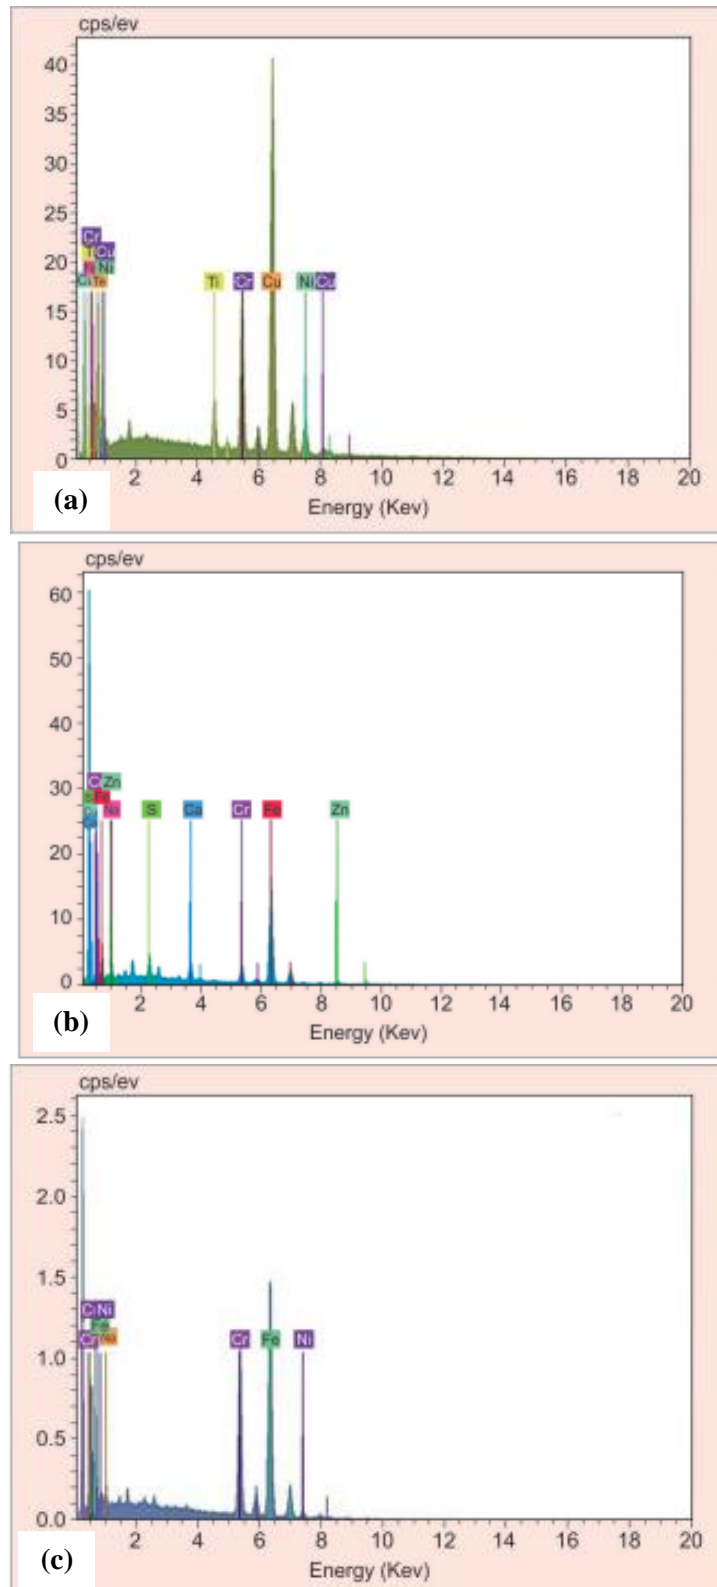 cps/ev
40
35
30
25
20
15
10
5
0
Cr
Cu
Ni
Te
Ti Cr Cu Ni Cu
2 4 6 8 10 12 14 16 18 20
Energy (Kev)
(a)
cps/ev
60
50
40
30
20
10
0
Zn
Fe
Na
S Ca Cr Fe Zn
2 4 6 8 10 12 14 16 18 20
Energy (Kev)
(b)
cps/ev
2.5
2.0
1.5
1.0
0.5
0.0
Ni
Fe
Cr
Cr Fe Ni
2 4 6 8 10 12 14 16 18 20
Energy (Kev)
(c)